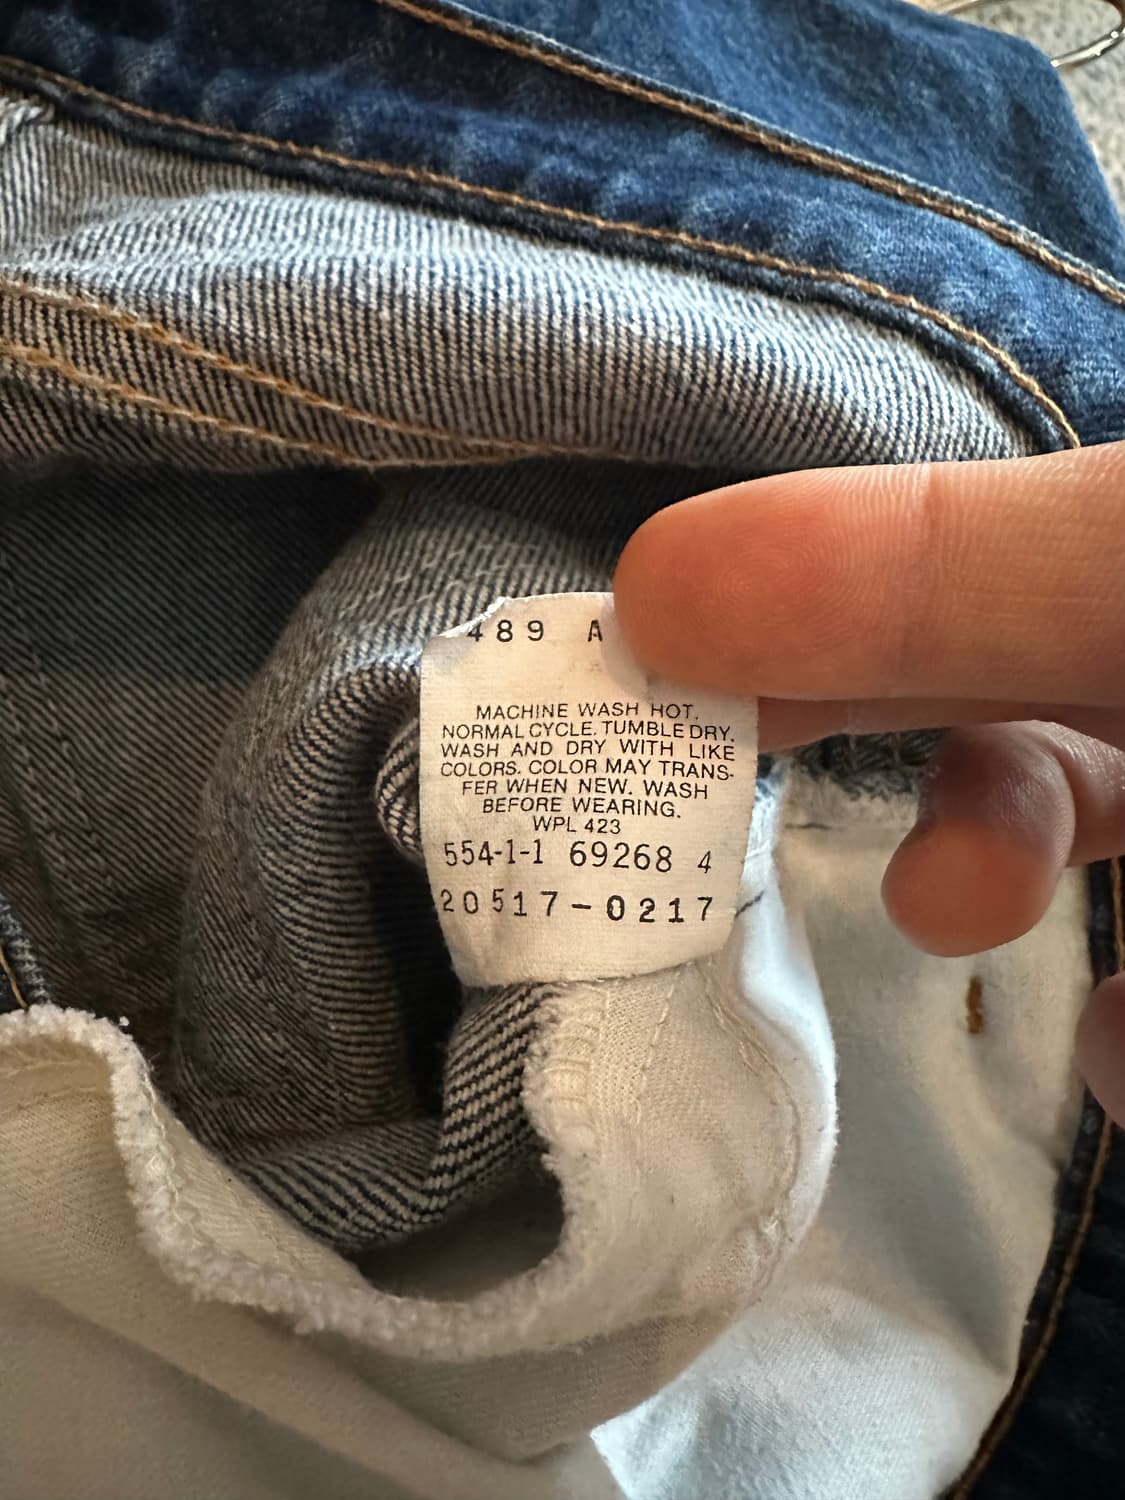 489 A
MACHINE WASH HOT.
NORMAL CYCLE. TUMBLE DRY.
WASH AND DRY WITH LIKE
COLORS. COLOR MAY TRANS-
FER WHEN NEW. WASH
BEFORE WEARING.
WPL 423
554-1-1 69268 4
20517-0217